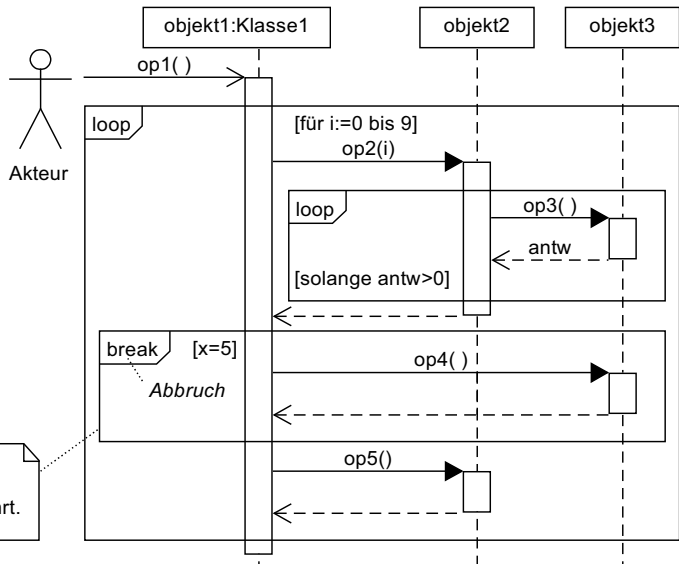 objekt1:Klasse1
objekt2
objekt3
op1( )
Akteur
loop
[für i:=0 bis 9]
op2(i)
loop
op3( )
antw
[solange antw>0]
break
[x=5]
Abbruch
op4( )
op5()
rt.